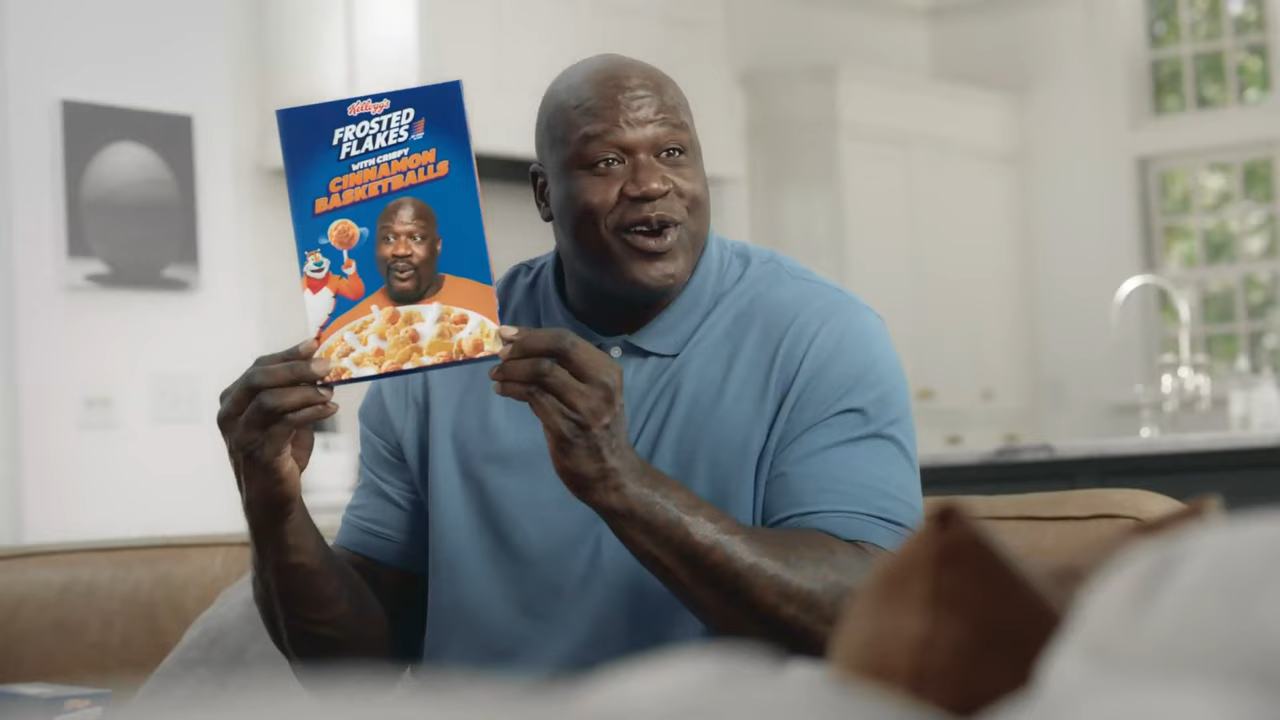 Kellogg's
FROSTED
FLAKES
WITH CRISPY
CINNAMON
BASKETBALLS